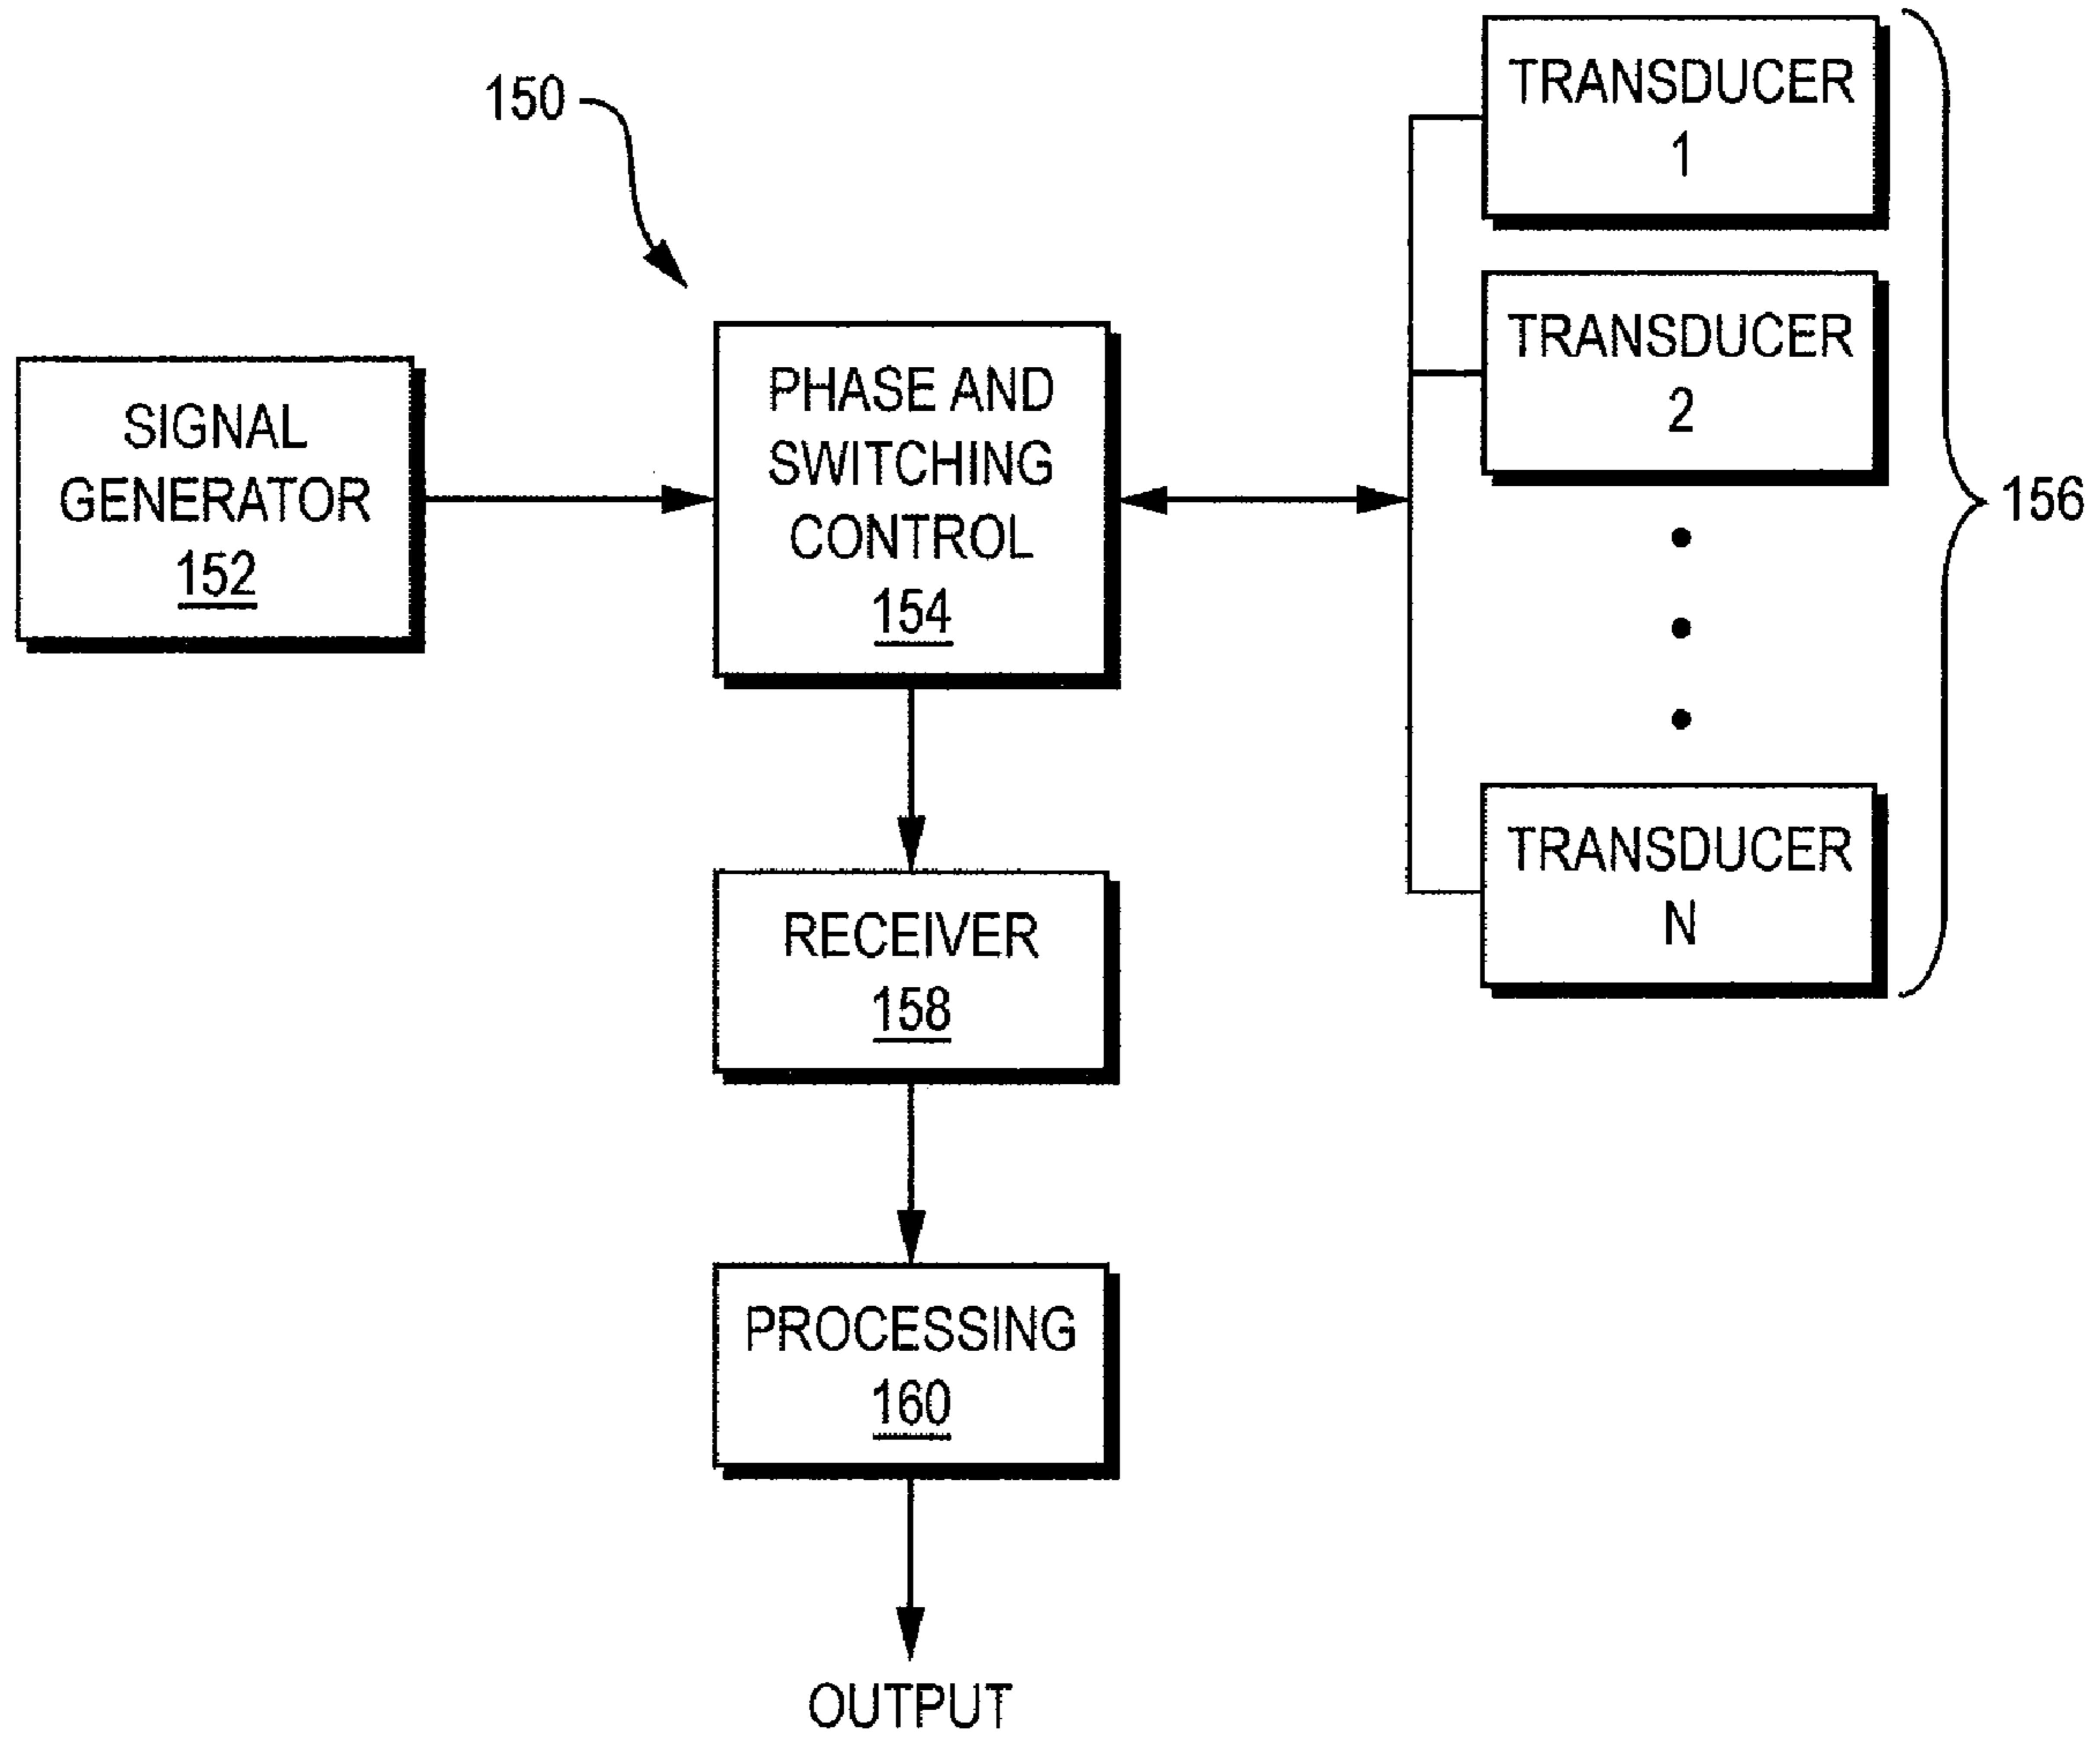 150
SIGNAL
GENERATOR
152
PHASE AND
SWITCHING
CONTROL
154
TRANSDUCER
1
TRANSDUCER
2
TRANSDUCER
N
156
RECEIVER
158
PROCESSING
160
OUTPUT